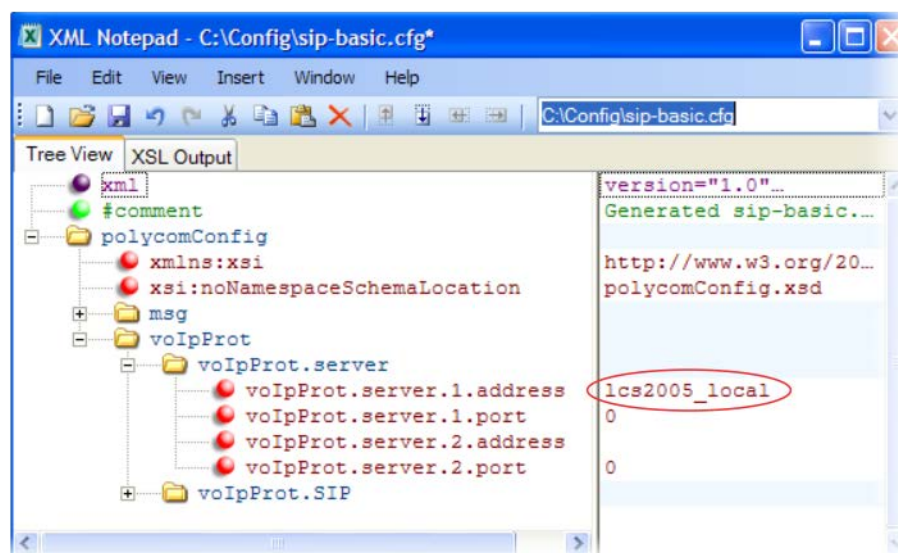 XML Notepad - C:\Config\sip-basic.cfg*
File Edit View Insert Window Help
C:\Config\sip-basic.cfg
Tree View XSL Output
xml version="1.0"…
#comment Generated sip-basic.…
polycomConfig
xmlns:xsi http://www.w3.org/20…
xsi:noNamespaceSchemaLocation polycomConfig.xsd
msg
voIpProt
voIpProt.server
voIpProt.server.1.address lcs2005_local
voIpProt.server.1.port 0
voIpProt.server.2.address
voIpProt.server.2.port 0
voIpProt.SIP